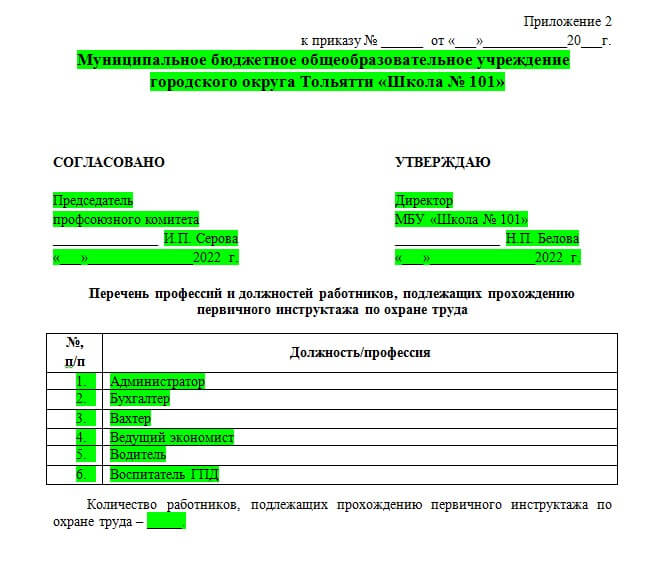 Приложение 2
к приказу № ______ от «___»____________20___г.
Муниципальное бюджетное общеобразовательное учреждение
городского округа Тольятти «Школа № 101»
СОГЛАСОВАНО УТВЕРЖДАЮ
Председатель Директор
профсоюзного комитета МБУ «Школа № 101»
_______________ И.П. Серова _______________ Н.П. Белова
«___»_______________2022 г. «___»_______________2022 г.
Перечень профессий и должностей работников, подлежащих прохождению
первичного инструктажа по охране труда
№,
п/п
Должность/профессия
1. Администратор
2. Бухгалтер
3. Вахтер
4. Ведущий экономист
5. Водитель
6. Воспитатель ГПД
Количество работников, подлежащих прохождению первичного инструктажа по
охране труда – _____